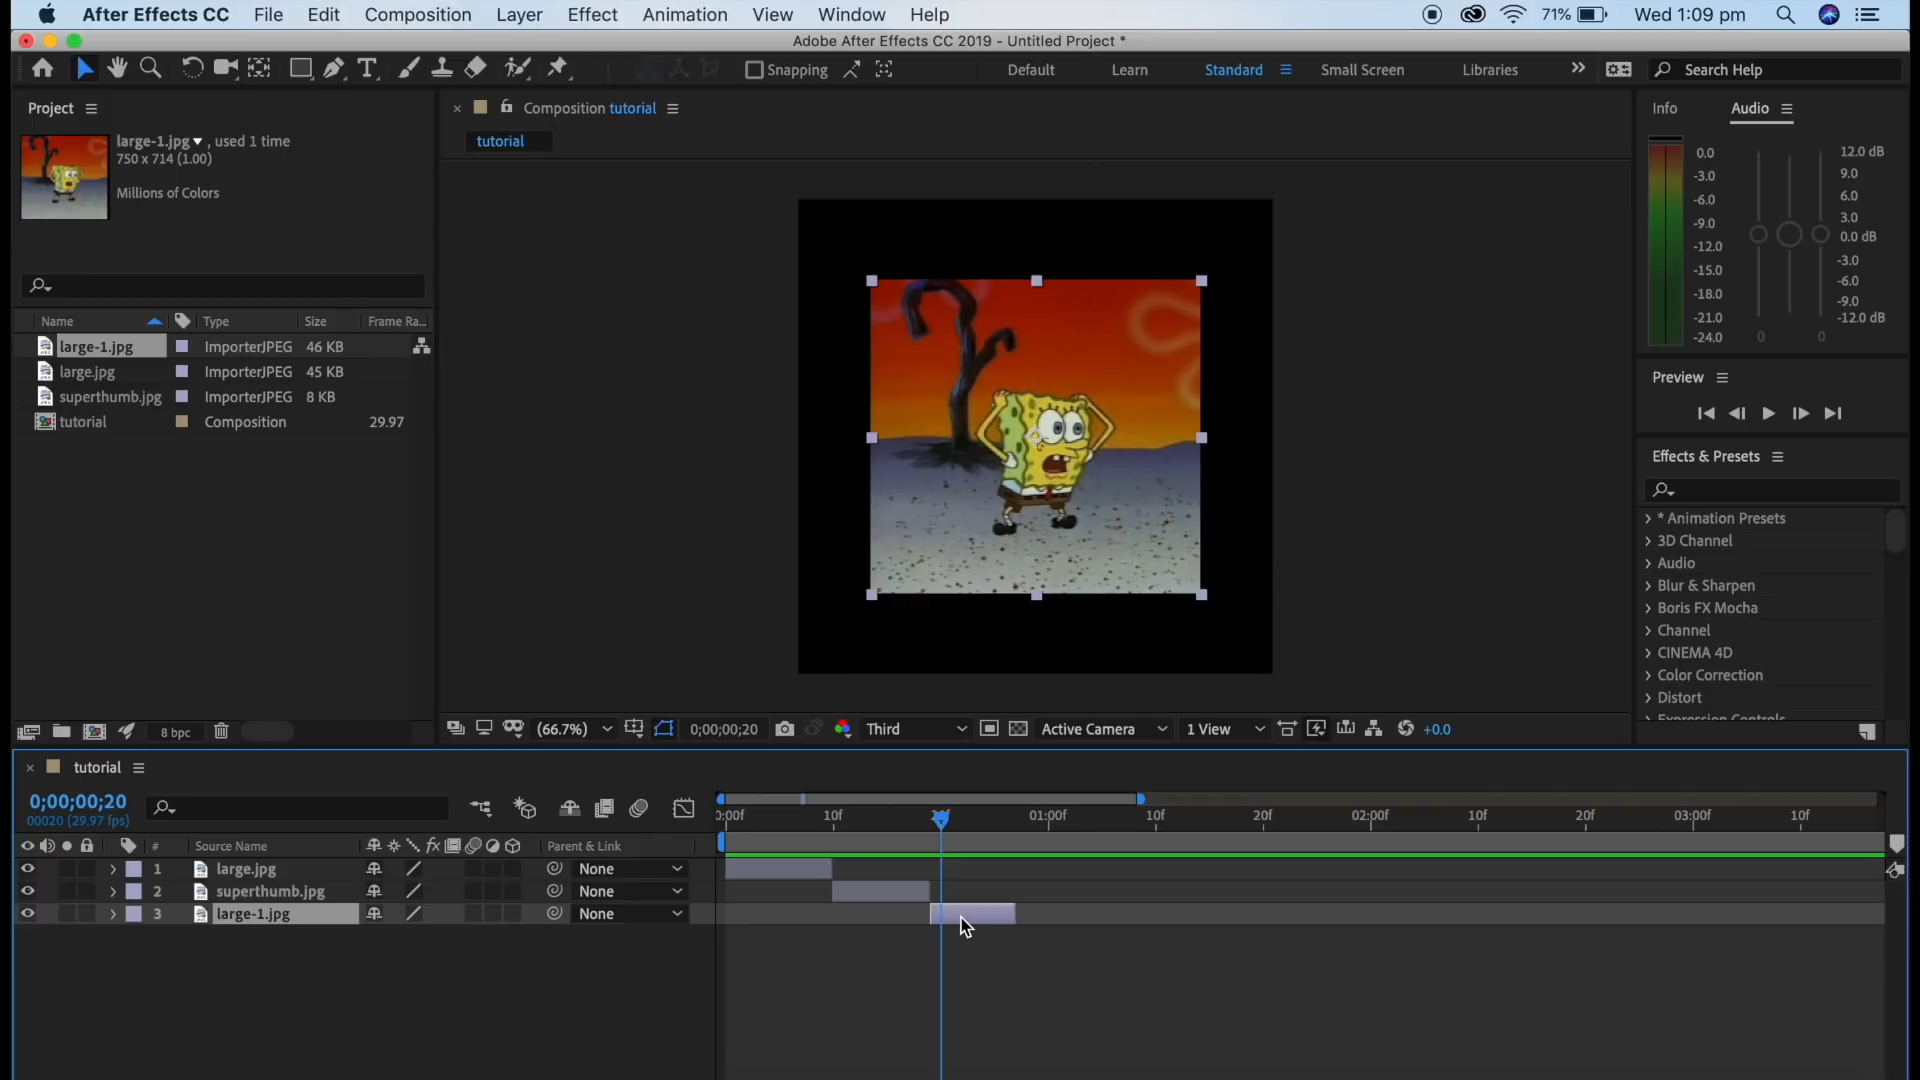 After Effects CC File Edit Composition Layer Effect Animation View Window Help 71% Wed 1:09 pm
Adobe After Effects CC 2019 - Untitled Project *
Snapping Default Learn Standard Small Screen Libraries Search Help
Project
large-1.jpg , used 1 time
750 x 714 (1.00)
Millions of Colors
Composition tutorial
tutorial
Info Audio
0.0
-3.0
-6.0
-9.0
-12.0
-15.0
-18.0
-21.0
-24.0
12.0 dB
9.0
6.0
3.0
0.0 dB
-3.0
-6.0
-9.0
-12.0 dB
0 0
Name Type Size Frame Ra...
large-1.jpg ImporterJPEG 46 KB
large.jpg ImporterJPEG 45 KB
superthumb.jpg ImporterJPEG 8 KB
tutorial Composition 29.97
Preview
Effects & Presets
* Animation Presets
3D Channel
Audio
Blur & Sharpen
Boris FX Mocha
Channel
CINEMA 4D
Color Correction
Distort
Expression Controls
8 bpc
(66.7%) 0;00;00;20 Third Active Camera 1 View +0.0
tutorial
0;00;00;20
00020 (29.97 fps)
:00f 10f 01:00f 10f 20f 02:00f 10f 20f 03:00f 10f
# Source Name fx Parent & Link
1 large.jpg None
2 superthumb.jpg None
3 large-1.jpg None